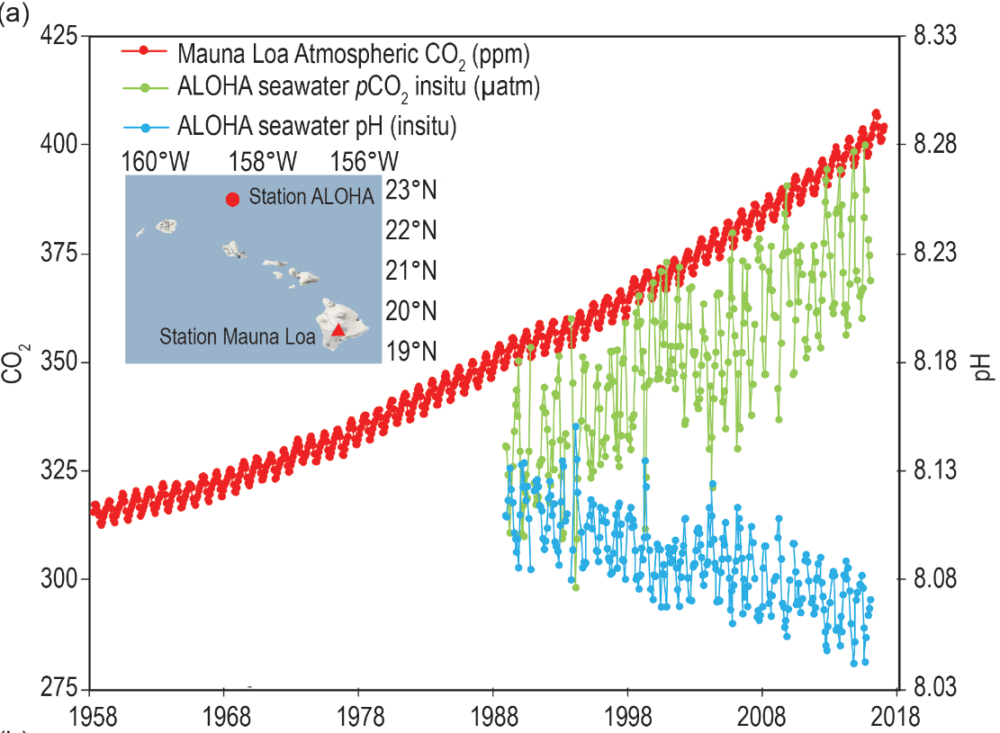 (a)
425
400
375
350
325
300
275
CO2
Mauna Loa Atmospheric CO2 (ppm)
ALOHA seawater pCO2 insitu (µatm)
ALOHA seawater pH (insitu)
160°W 158°W 156°W
Station ALOHA
Station Mauna Loa
23°N
22°N
21°N
20°N
19°N
8.33
8.28
8.23
8.18
8.13
8.08
8.03
pH
1958 1968 1978 1988 1998 2008 2018